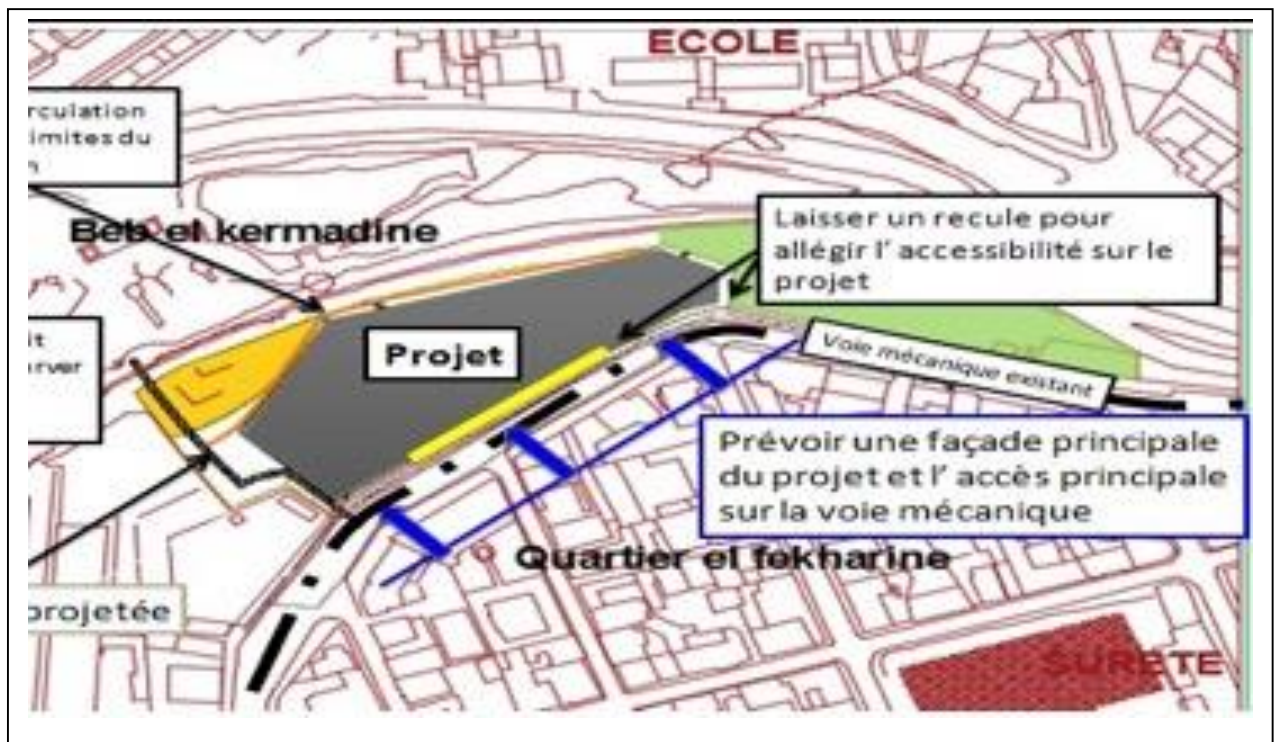 ECOLE
rculation
imites du
n
Beb el kermadine
Laisser un recule pour
allégir l' accessibilité sur le
projet
it
rver
Projet
Voie mécanique existant
Prévoir une façade principale
du projet et l' accès principale
sur la voie mécanique
Quartier el fekharine
projetée
SURETE